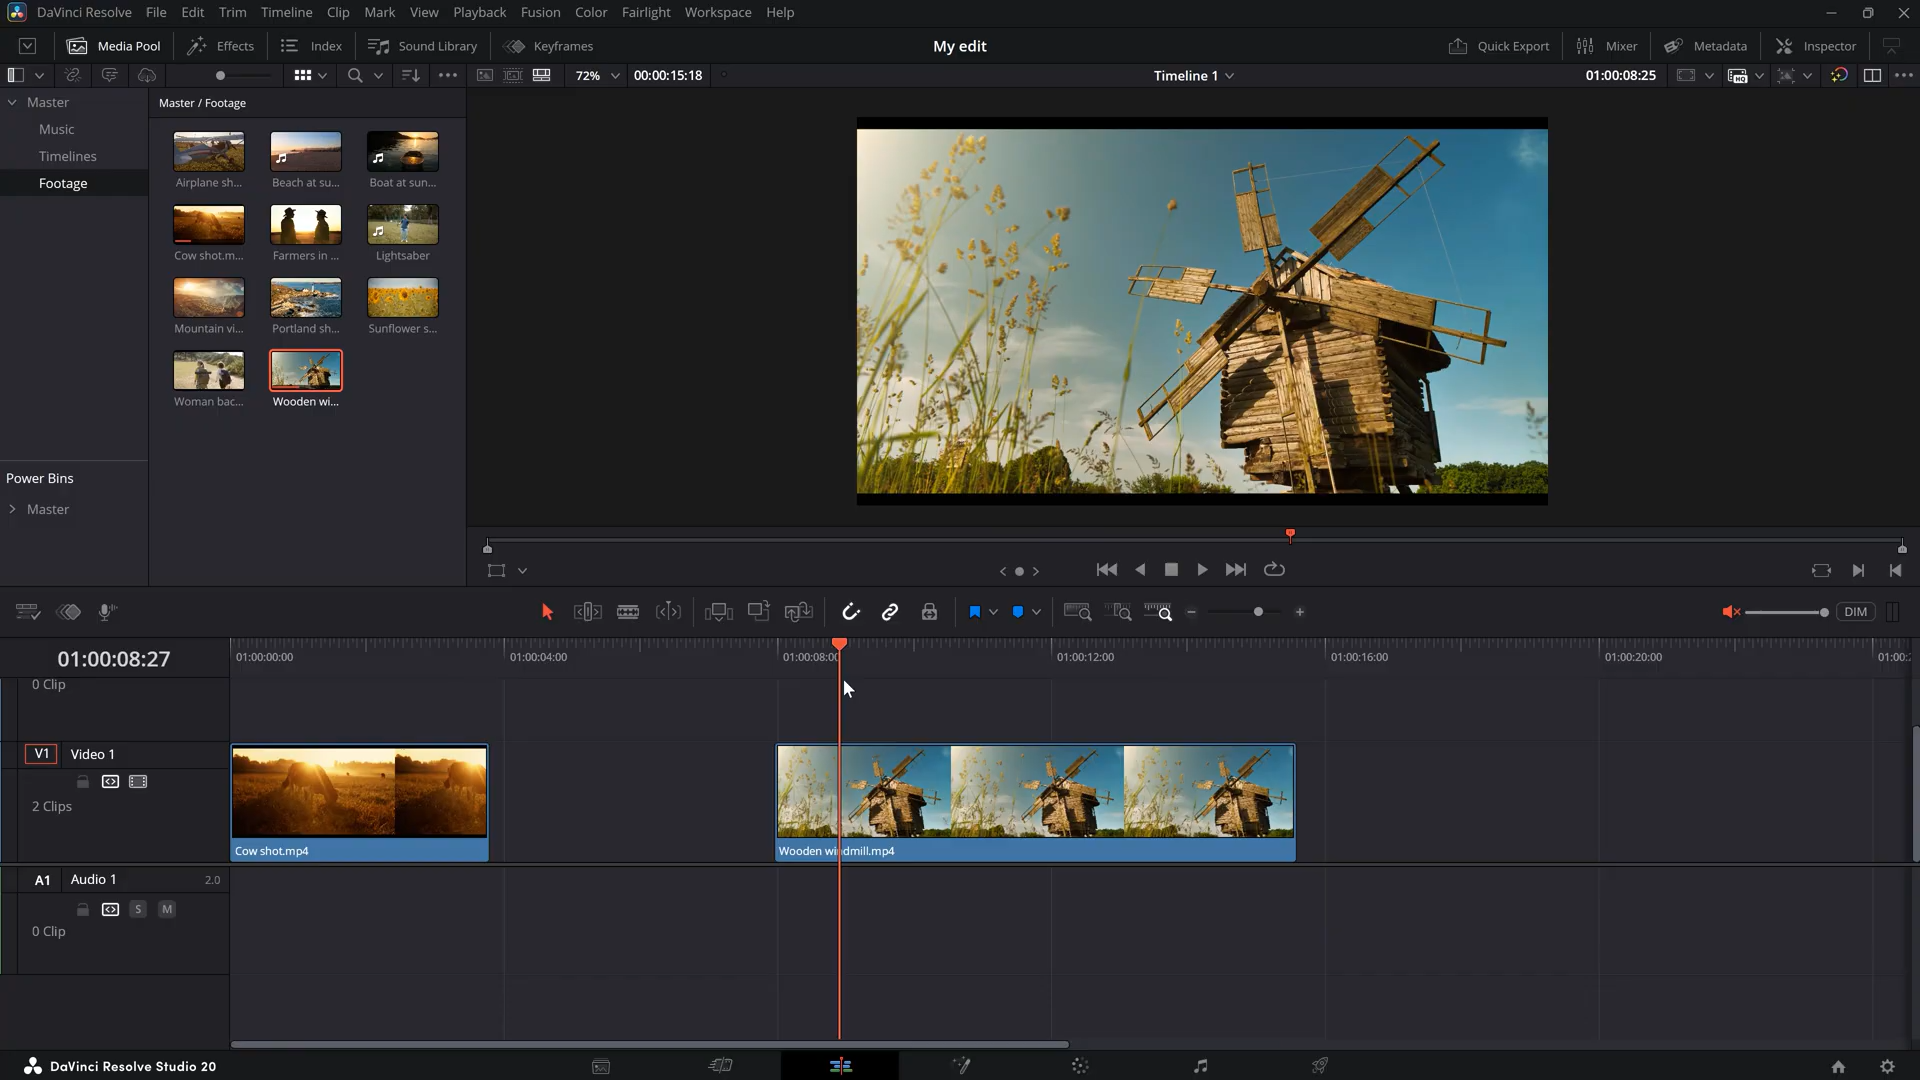 DaVinci Resolve File Edit Trim Timeline Clip Mark View Playback Fusion Color Fairlight Workspace Help
Media Pool Effects Index Sound Library Keyframes My edit Quick Export Mixer Metadata Inspector
72% 00:00:15:18 Timeline 1 01:00:08:25
Master
Music
Timelines
Footage
Power Bins
Master
Master / Footage
Airplane sh... Beach at su... Boat at sun...
Cow shot.m... Farmers in ... Lightsaber
Mountain vi... Portland sh... Sunflower s...
Woman bac... Wooden wi...
DIM
01:00:08:27 01:00:00:00 01:00:04:00 01:00:08:00 01:00:12:00 01:00:16:00 01:00:20:00 01:00:2
0 Clip
V1 Video 1
2 Clips
Cow shot.mp4 Wooden windmill.mp4
A1 Audio 1 2.0
S M
0 Clip
DaVinci Resolve Studio 20